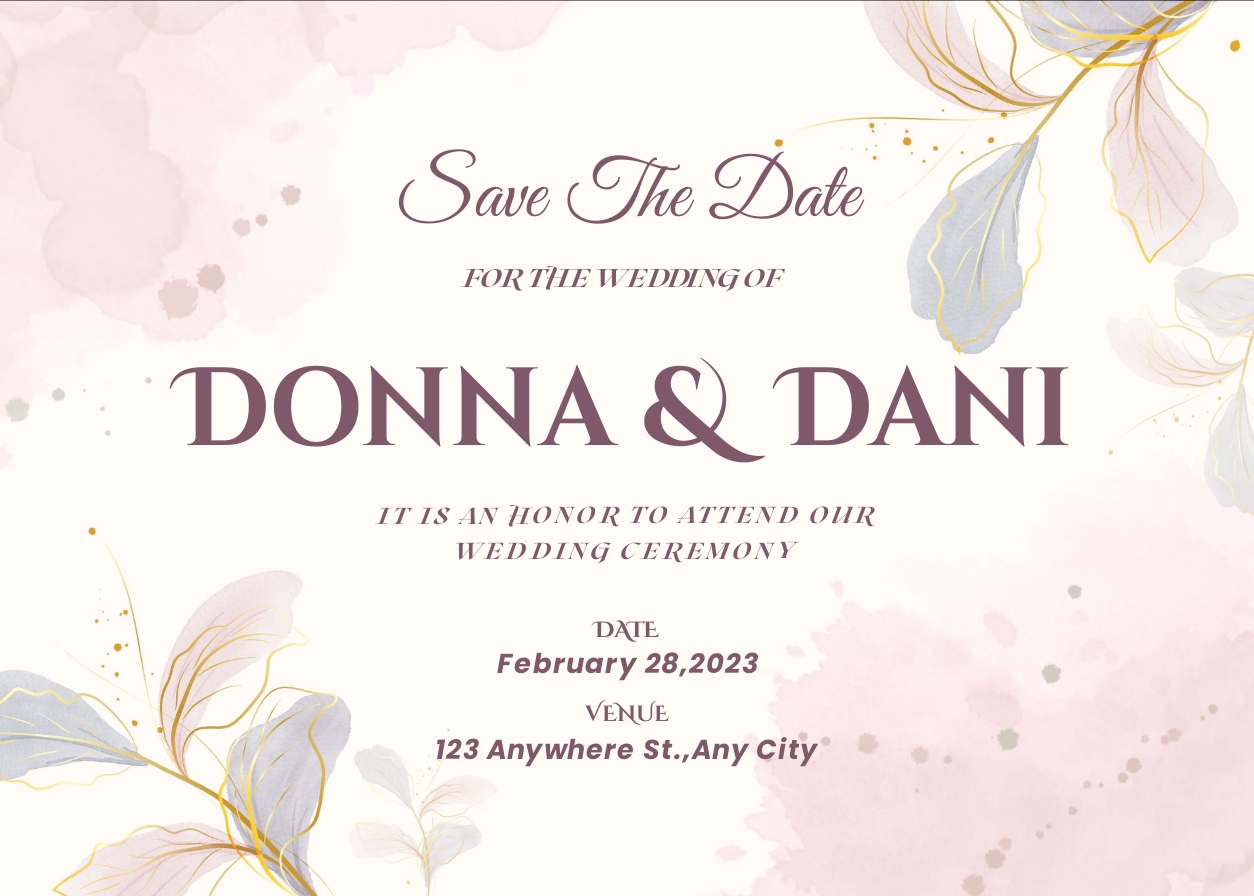 Save The Date
FOR THE WEDDING OF
DONNA & DANI
IT IS AN HONOR TO ATTEND OUR
WEDDING CEREMONY
DATE
February 28,2023
VENUE
123 Anywhere St.,Any City